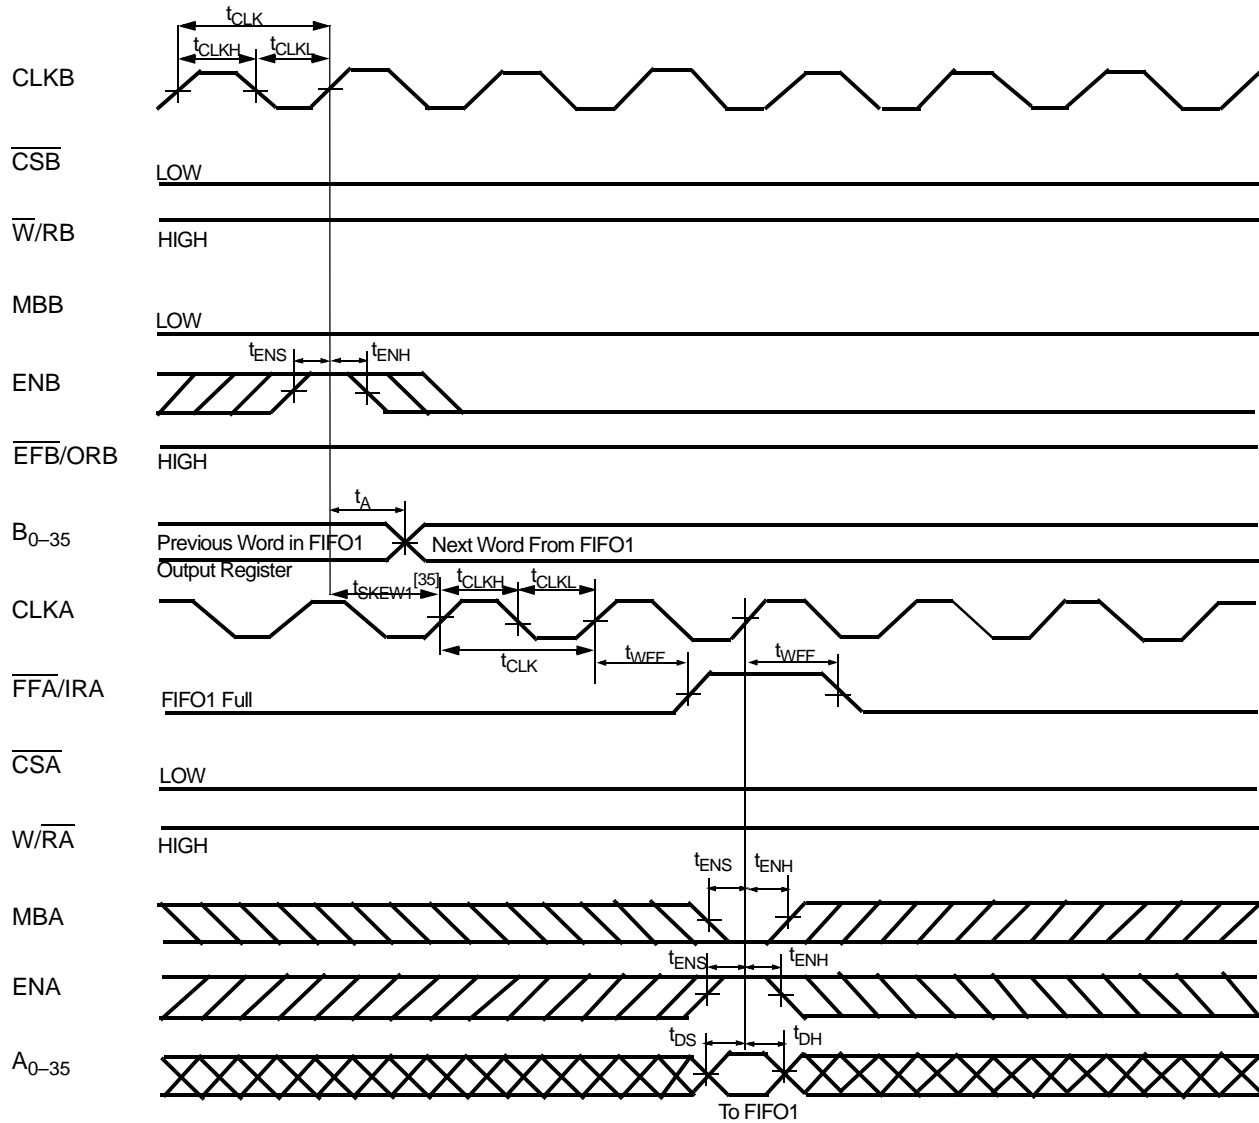 tCLK
tCLKH tCLKL
CLKB
CSB
LOW
W/RB
HIGH
MBB
LOW
tENS tENH
ENB
EFB/ORB
HIGH
tA
B0–35
Previous Word in FIFO1 Next Word From FIFO1
Output Register
tSKEW1[35] tCLKH tCLKL
CLKA
tCLK
tWFF tWFF
FFA/IRA
FIFO1 Full
CSA
LOW
W/RA
HIGH
tENS tENH
MBA
tENS tENH
ENA
tDS tDH
A0–35
To FIFO1